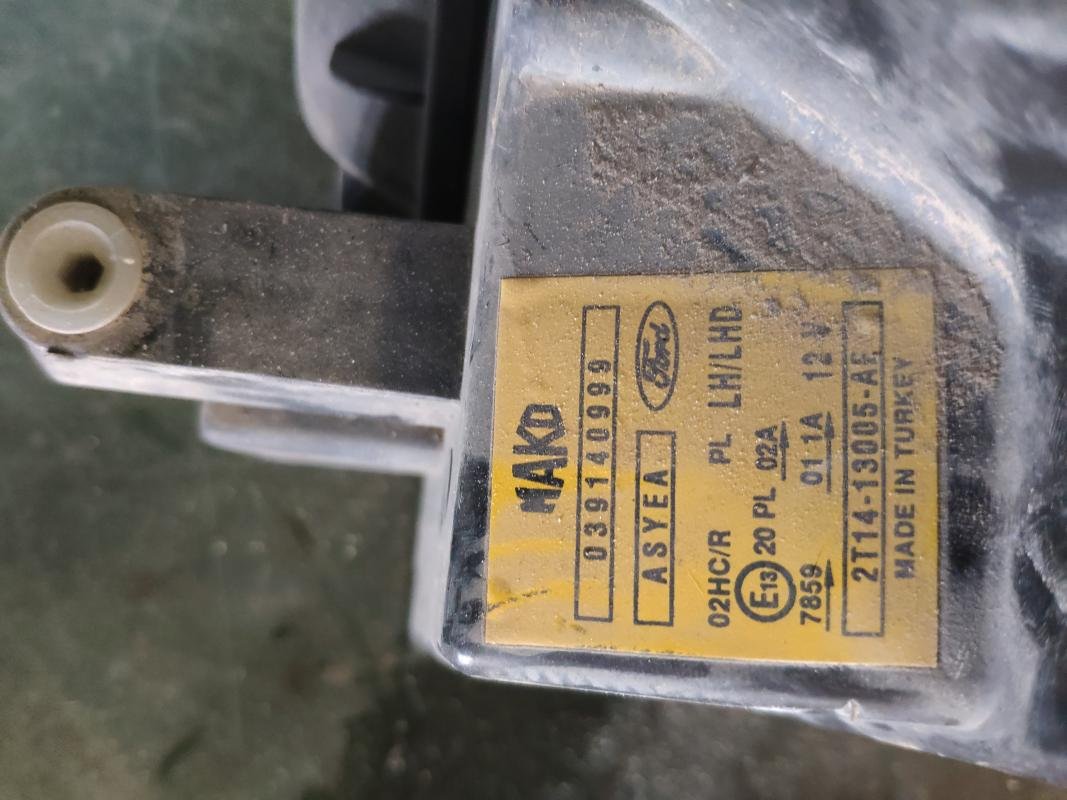 MAKO
039140999
ASYEA Ford
02HC/R PL LH/LHD
E13 20 PL 02A
7859 01 1A 12 V
2T14-13005-AF
MADE IN TURKEY